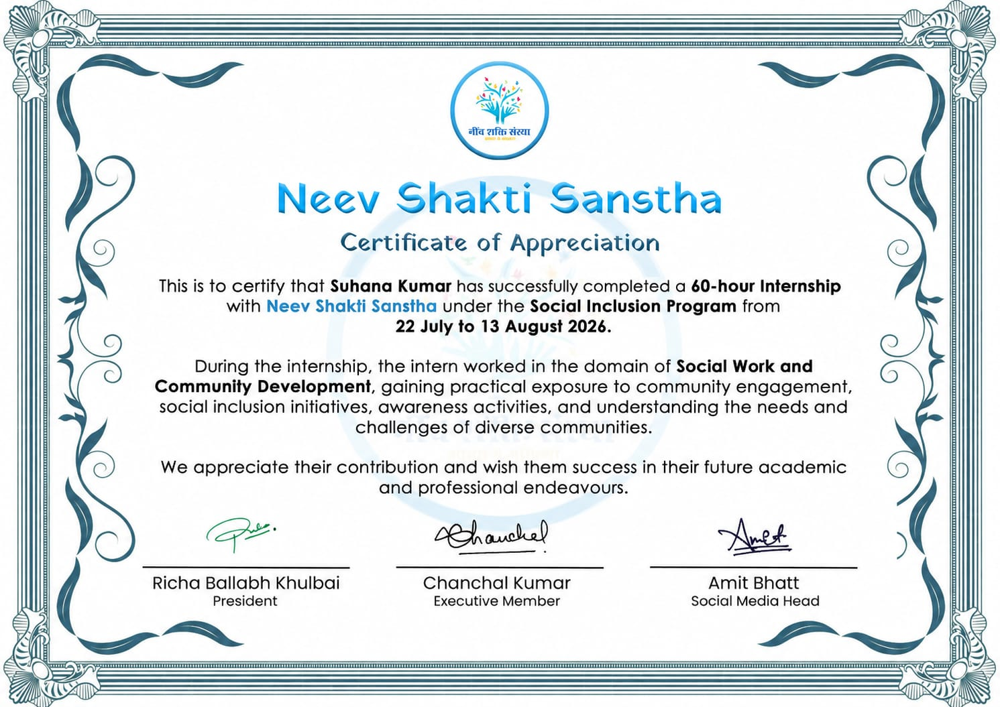 नींव शक्ति संस्था
Neev Shakti Sanstha
Certificate of Appreciation
This is to certify that Suhana Kumar has successfully completed a 60-hour Internship
with Neev Shakti Sanstha under the Social Inclusion Program from
22 July to 13 August 2026.
During the internship, the intern worked in the domain of Social Work and
Community Development, gaining practical exposure to community engagement,
social inclusion initiatives, awareness activities, and understanding the needs and
challenges of diverse communities.
We appreciate their contribution and wish them success in their future academic
and professional endeavours.
Chanchal Amit
Richa Ballabh Khulbai Chanchal Kumar Amit Bhatt
President Executive Member Social Media Head